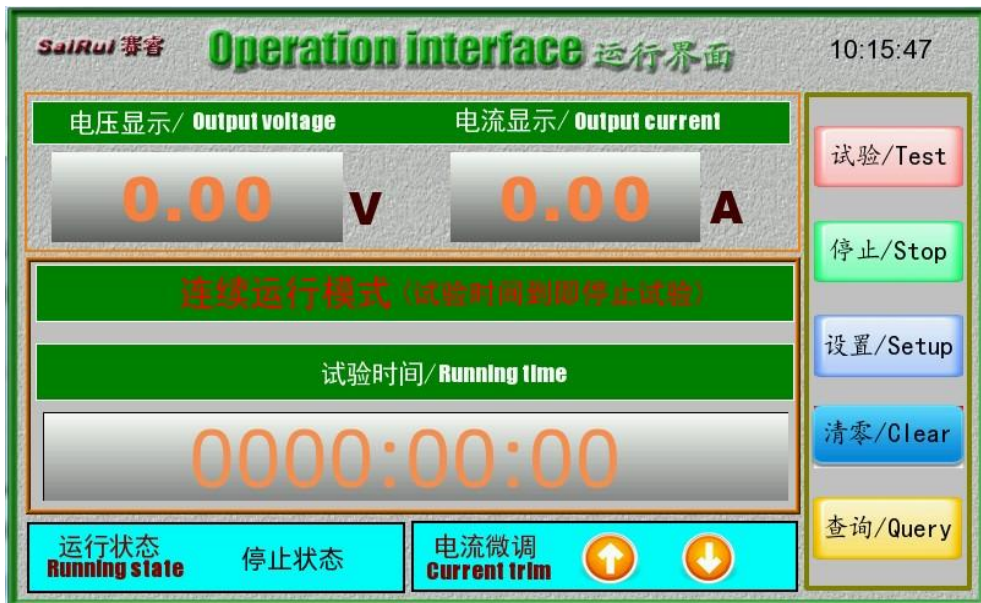 SaiRui 赛睿 Operation interface 运行界面 10:15:47
电压显示/ Output voltage 电流显示/ Output current
0.00 V 0.00 A
连续运行模式(试验时间到即停止试验)
试验时间/Running time
0000:00:00
运行状态
Running state
停止状态
电流微调
Current trim
试验/Test
停止/Stop
设置/Setup
清零/Clear
查询/Query